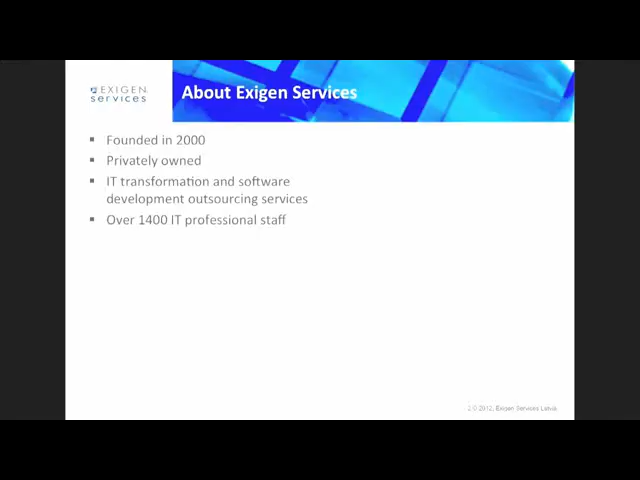 EXIGEN
services
About Exigen Services
▪ Founded in 2000
▪ Privately owned
▪ IT transformation and software
development outsourcing services
▪ Over 1400 IT professional staff
2 © 2012, Exigen Services Latvia